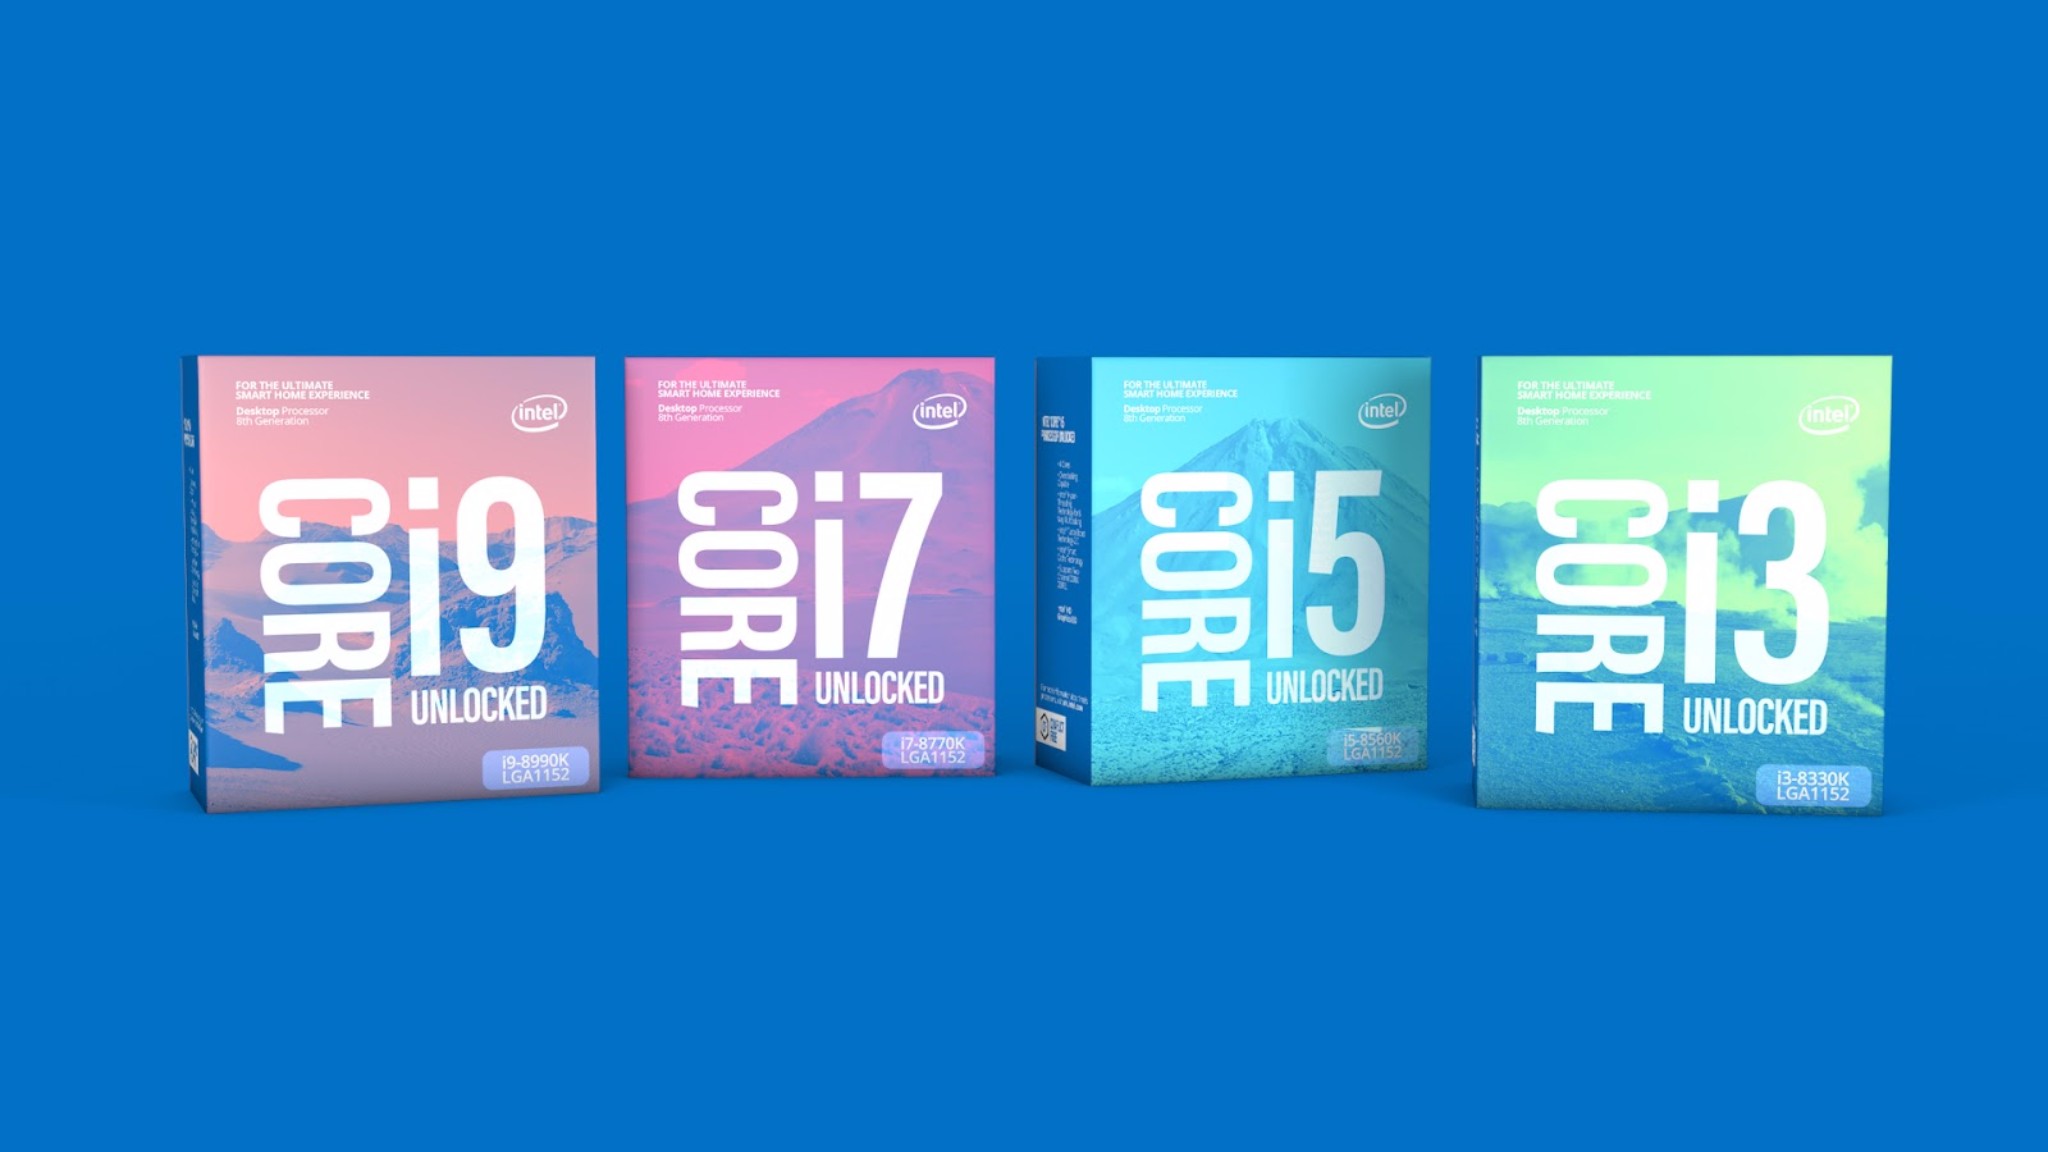 FOR THE ULTIMATE
SMART HOME EXPERIENCE
Desktop Processor
8th Generation
intel
CORE
i9
UNLOCKED
i9-8990K
LGA1152
FOR THE ULTIMATE
SMART HOME EXPERIENCE
Desktop Processor
8th Generation
intel
CORE
i7
UNLOCKED
i7-8770K
LGA1152
FOR THE ULTIMATE
SMART HOME EXPERIENCE
Desktop Processor
8th Generation
intel
CORE
i5
UNLOCKED
i5-8560K
LGA1152
FOR THE ULTIMATE
SMART HOME EXPERIENCE
Desktop Processor
8th Generation
intel
CORE
i3
UNLOCKED
i3-8330K
LGA1152